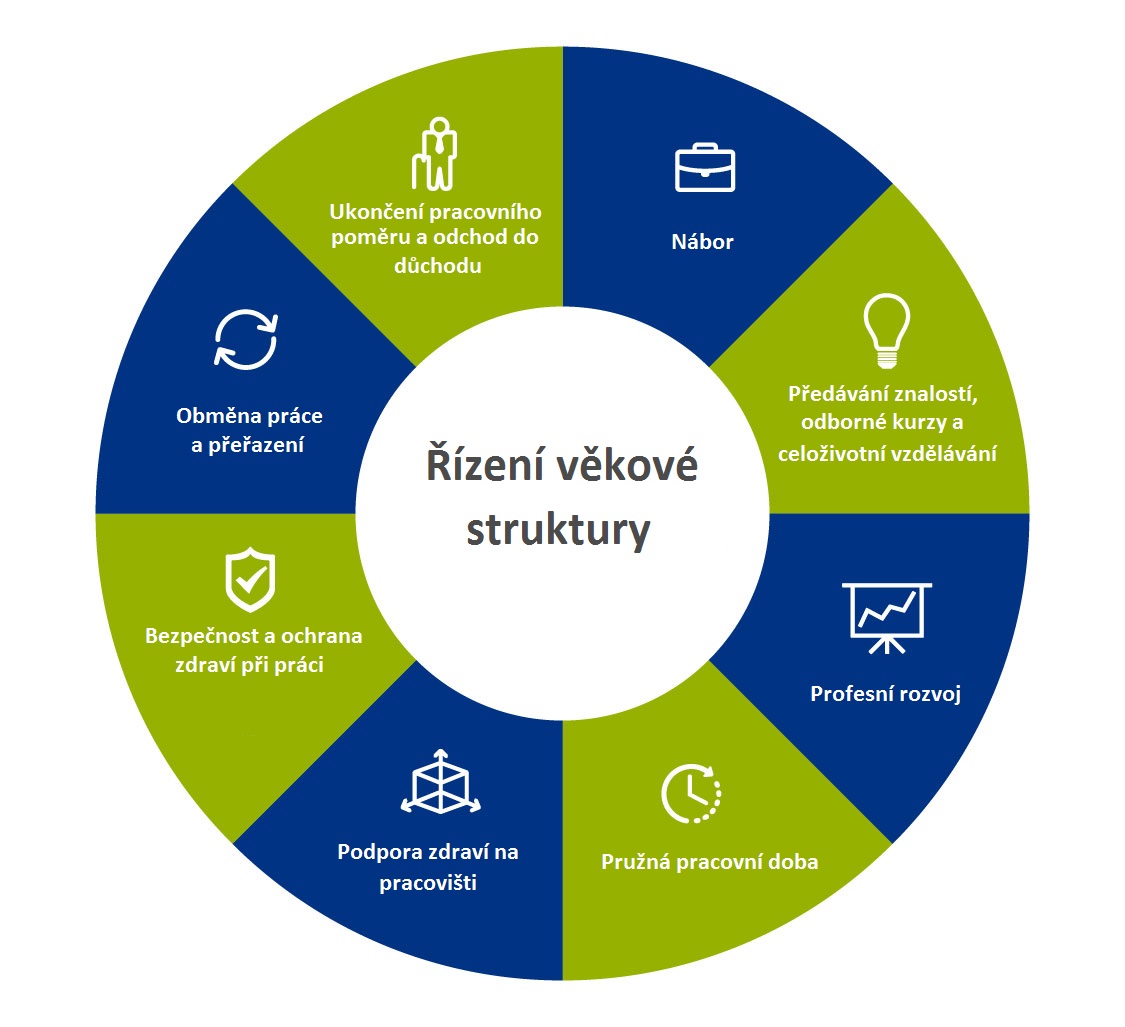 Řízení věkové
struktury
Nábor
Předávání znalostí,
odborné kurzy a
celoživotní vzdělávání
Profesní rozvoj
Pružná pracovní doba
Podpora zdraví na
pracovišti
Bezpečnost a ochrana
zdraví při práci
Obměna práce
a přeřazení
Ukončení pracovního
poměru a odchod do
důchodu